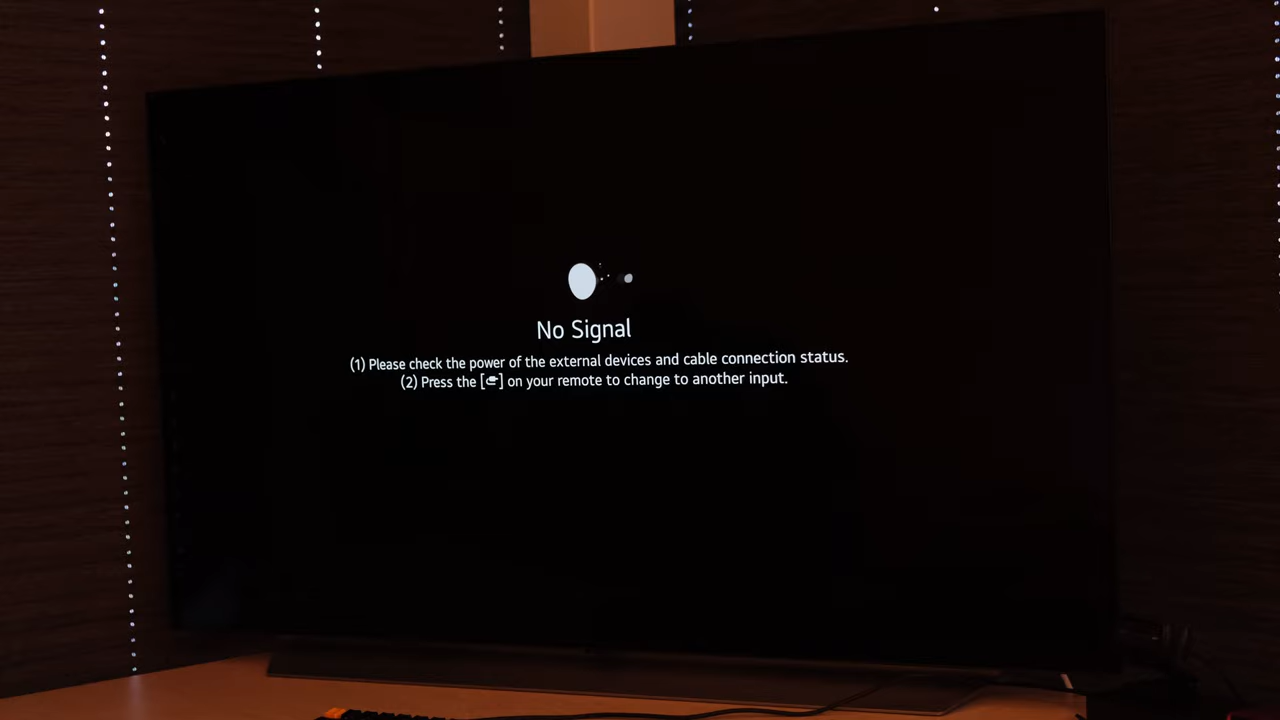 No Signal
(1) Please check the power of the external devices and cable connection status.
(2) Press the [] on your remote to change to another input.